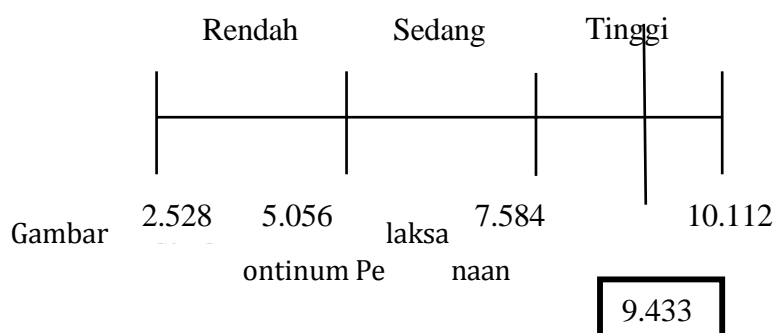 Rendah Sedang Tinggi
2.528 5.056 7.584 10.112
Gambar laksa
ontinum Pe naan
9.433